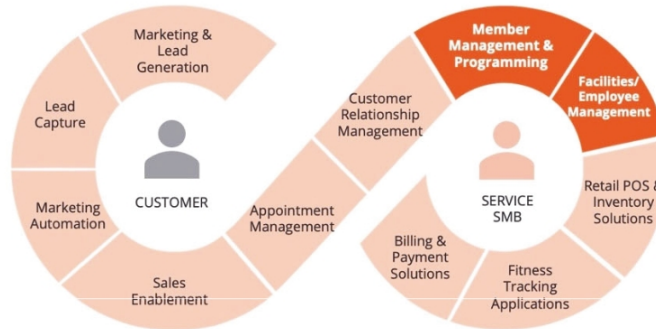 Marketing &
Lead
Generation
Lead
Capture
Marketing
Automation
Sales
Enablement
Appointment
Management
Customer
Relationship
Management
Member
Management &
Programming
Facilities/
Employee
Management
Retail POS &
Inventory
Solutions
Fitness
Tracking
Applications
Billing &
Payment
Solutions
CUSTOMER
SERVICE
SMB